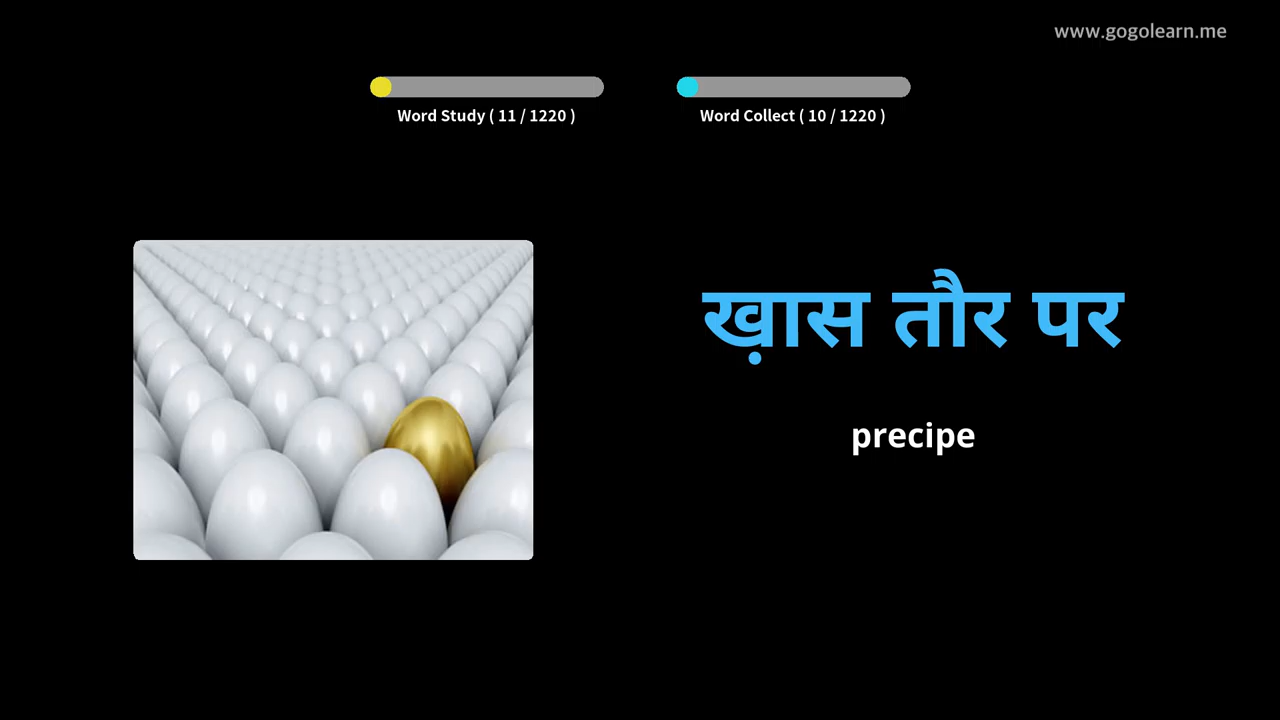 www.gogolearn.me
Word Study ( 11 / 1220 )
Word Collect ( 10 / 1220 )
ख़ास तौर पर
precipe